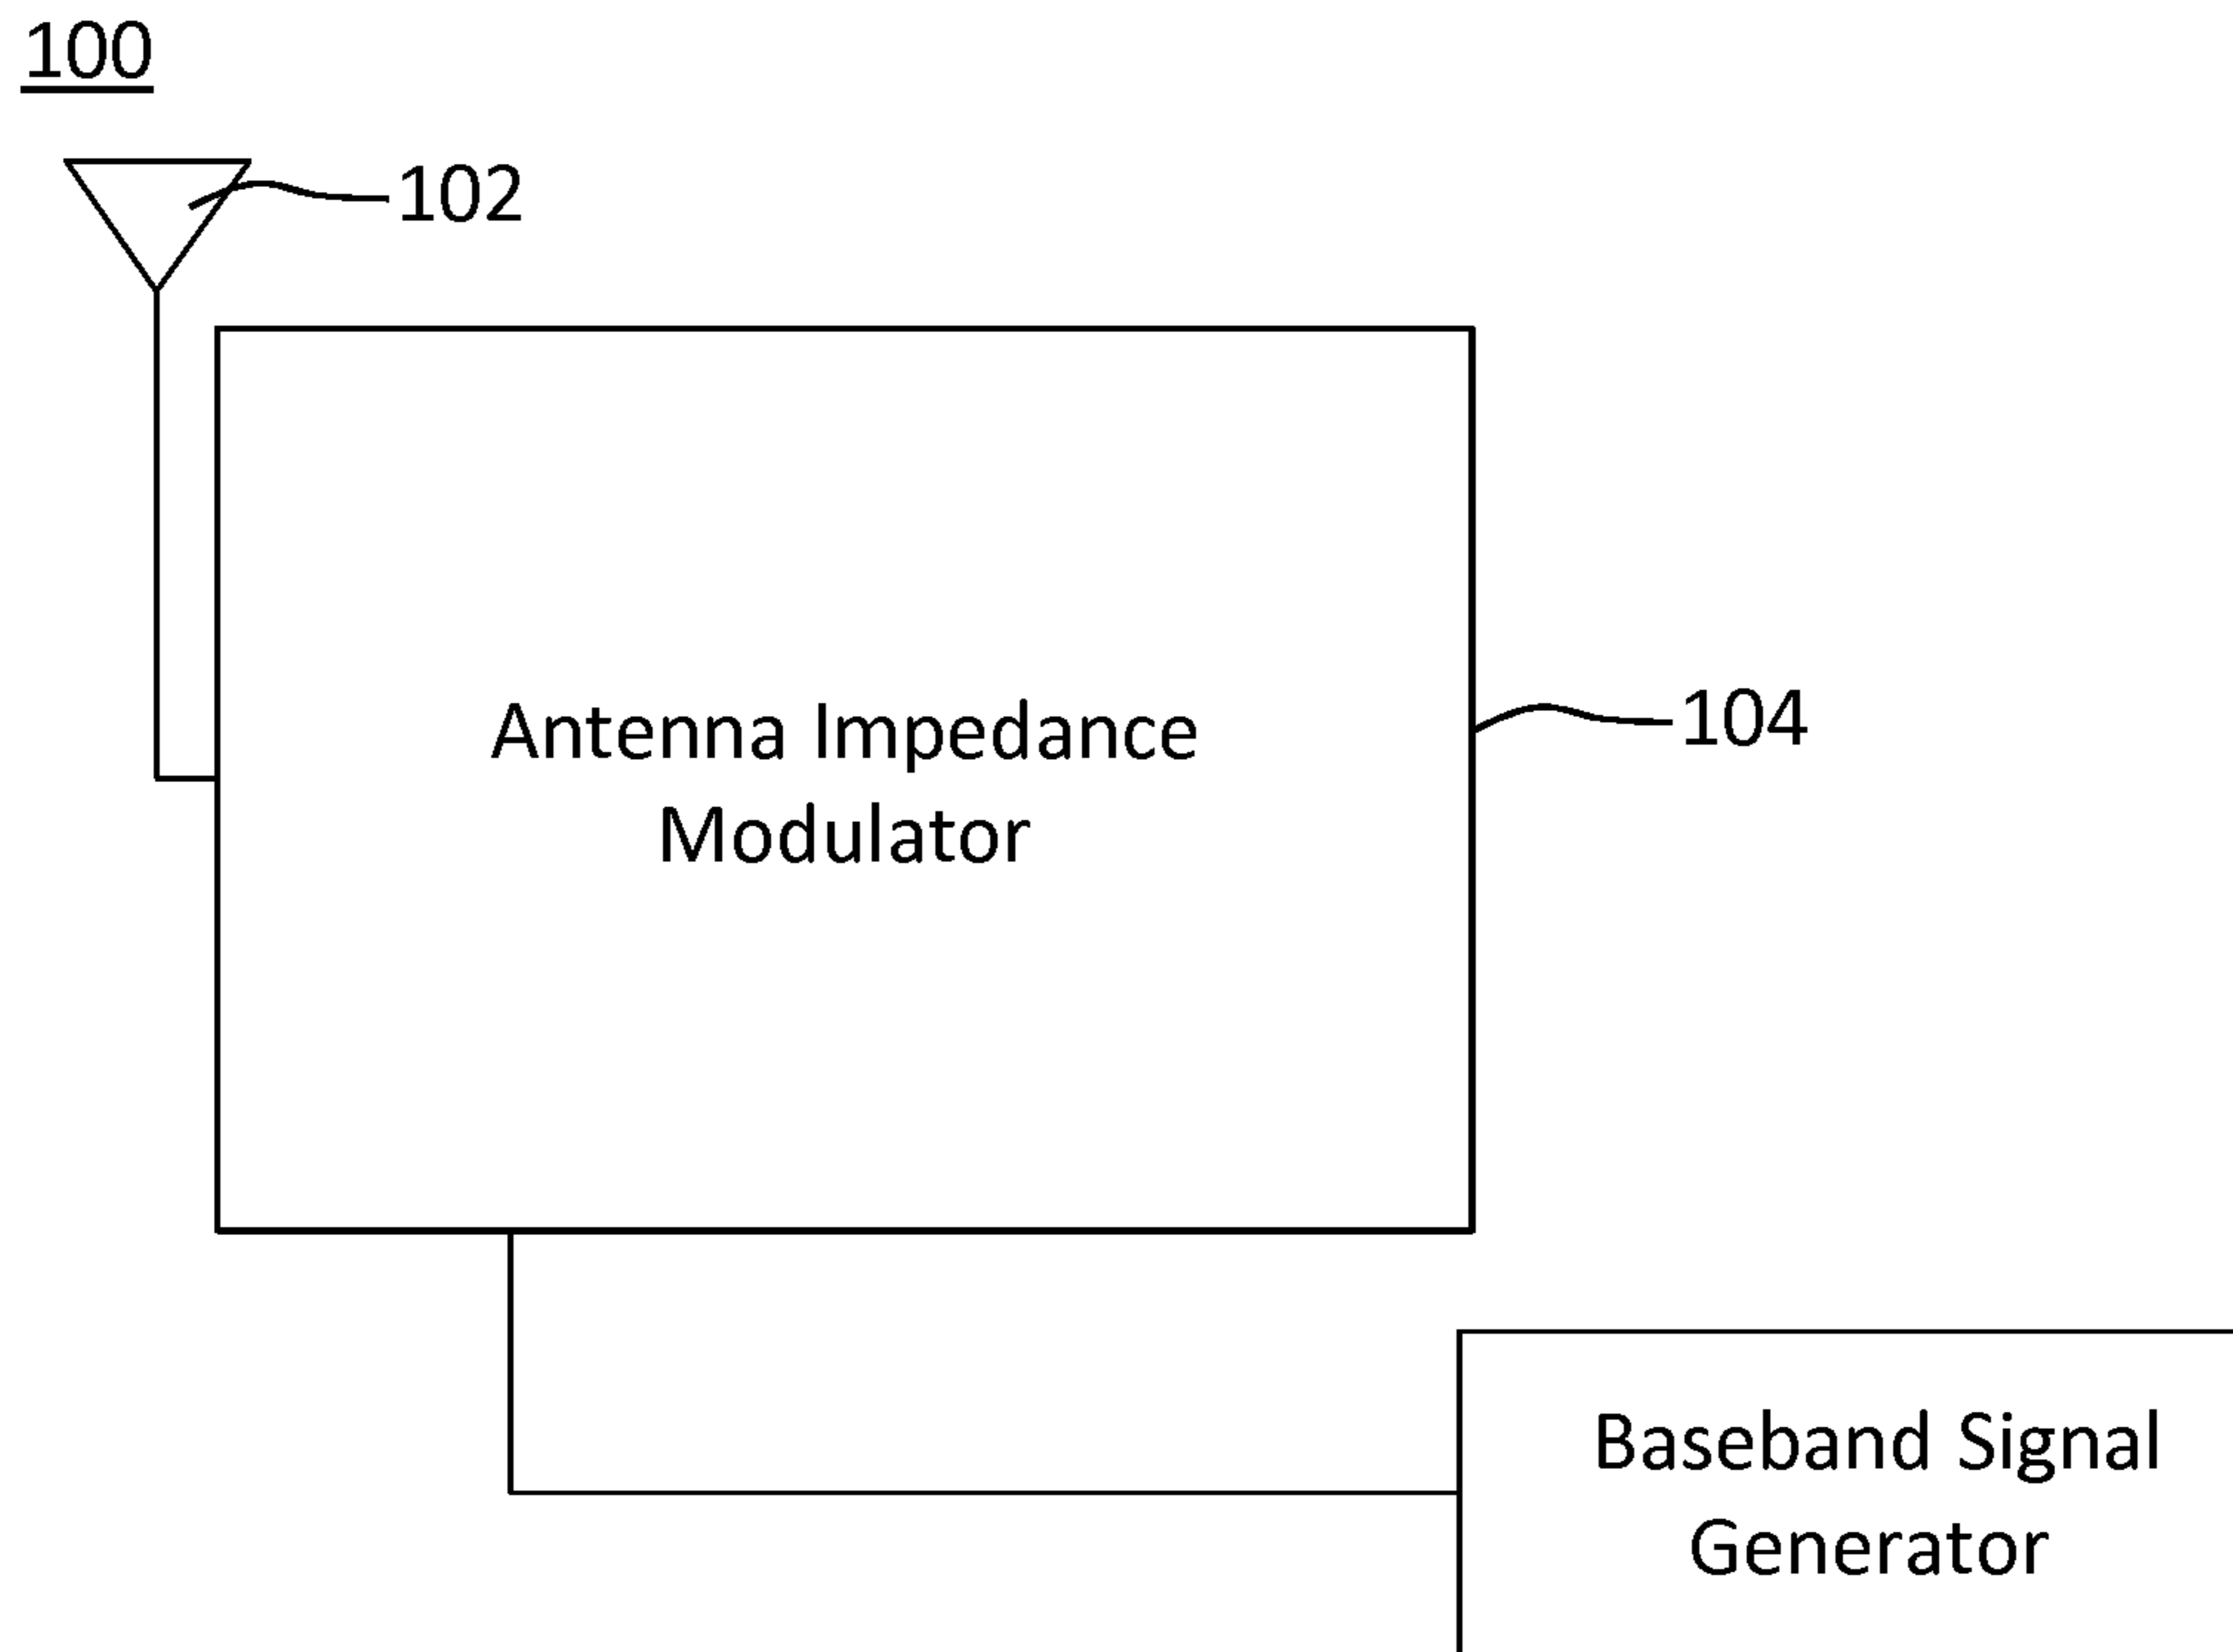 100
102
Antenna Impedance
Modulator
104
Baseband Signal
Generator